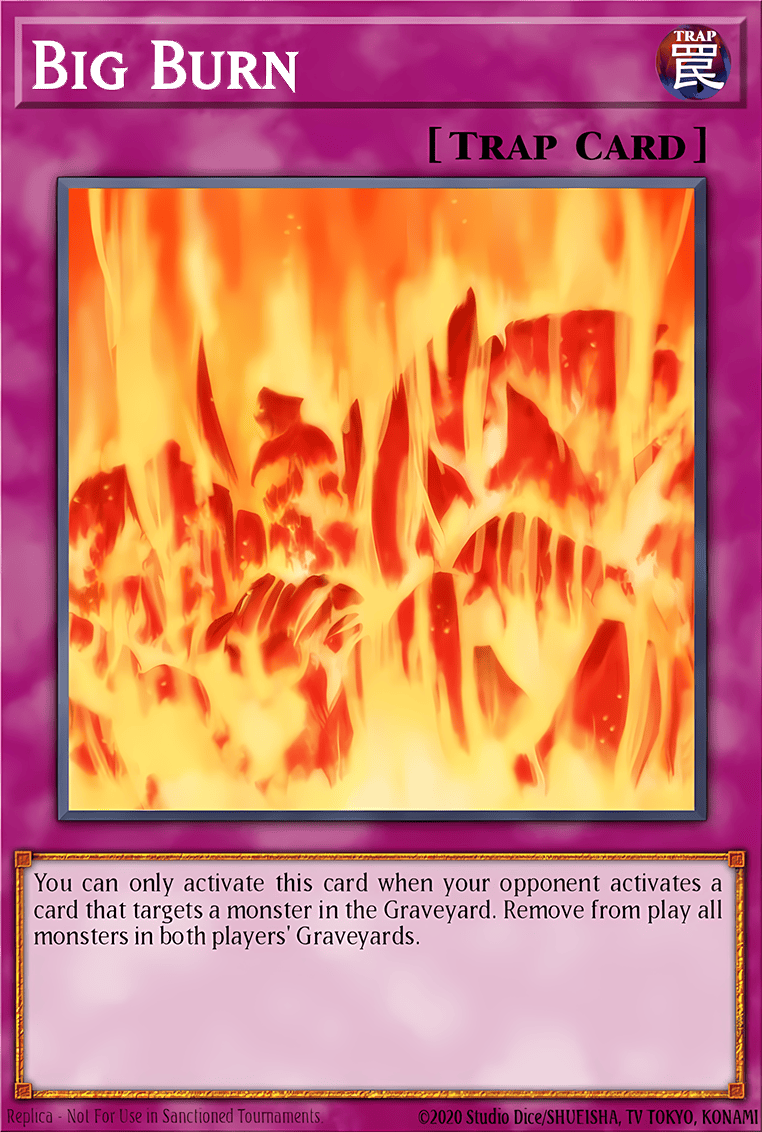 Big Burn
TRAP
罠
[Trap Card]
You can only activate this card when your opponent activates a
card that targets a monster in the Graveyard. Remove from play all
monsters in both players' Graveyards.
Replica - Not For Use in Sanctioned Tournaments.
©2020 Studio Dice/SHUEISHA, TV TOKYO, KONAMI